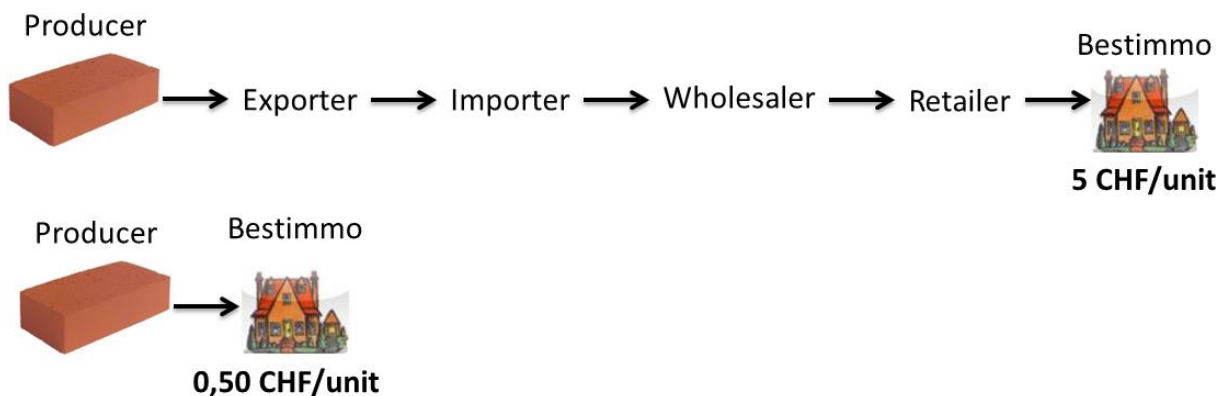 Producer
Bestimmo
Exporter
Importer
Wholesaler
Retailer
5 CHF/unit
Producer
Bestimmo
0,50 CHF/unit